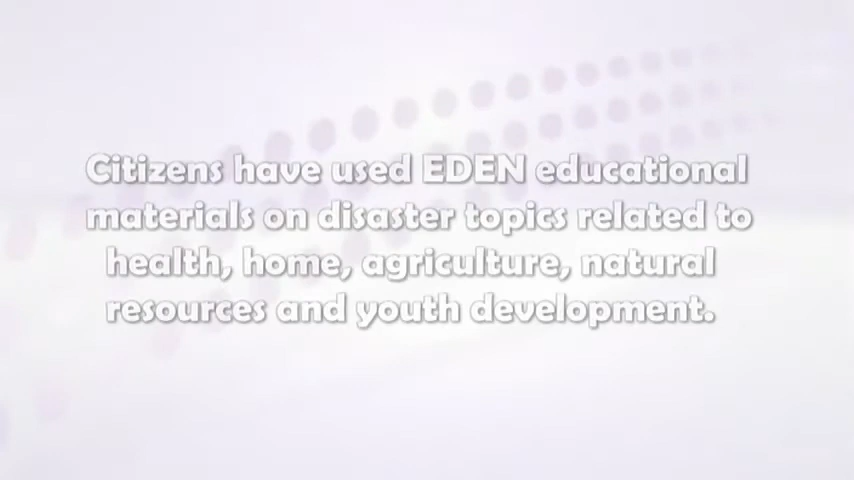 Citizens have used EDEN educational
materials on disaster topics related to
health, home, agriculture, natural
resources and youth development.